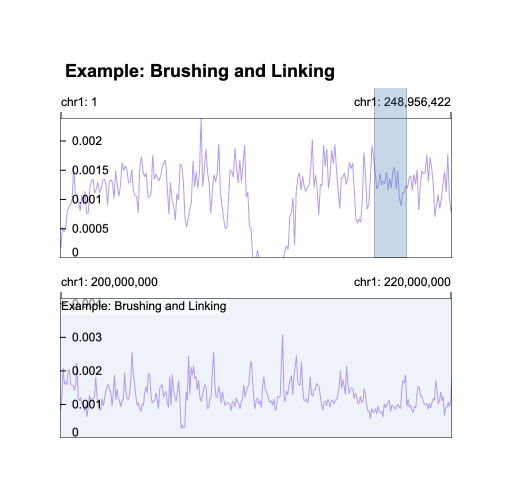 Example: Brushing and Linking
chr1: 1
chr1: 248,956,422
0.002
0.0015
0.001
0.0005
0
chr1: 200,000,000
chr1: 220,000,000
0.004
Example: Brushing and Linking
0.003
0.002
0.001
0